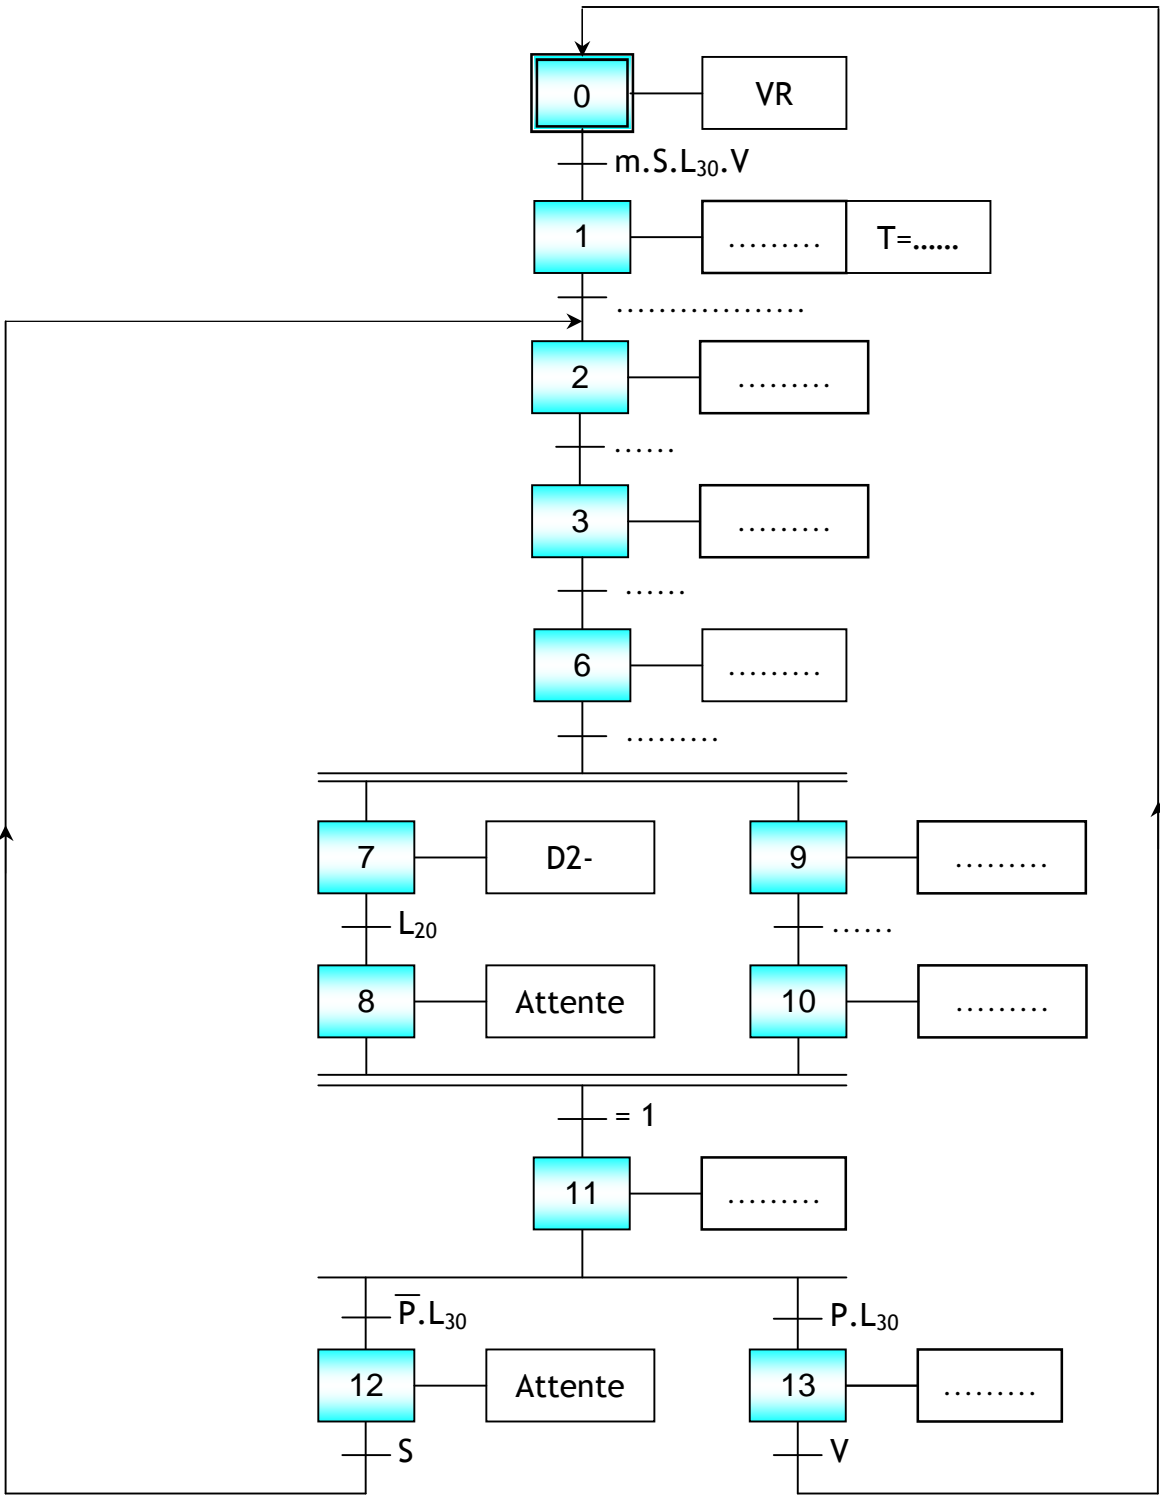 0 VR
m.S.L₃₀.V
1 ......... T=......
..................
2 .........
......
3 .........
......
6 .........
.........
7 D2- 9 .........
L₂₀ ......
8 Attente 10 .........
= 1
11 .........
P̅.L₃₀ P.L₃₀
12 Attente 13 .........
S V